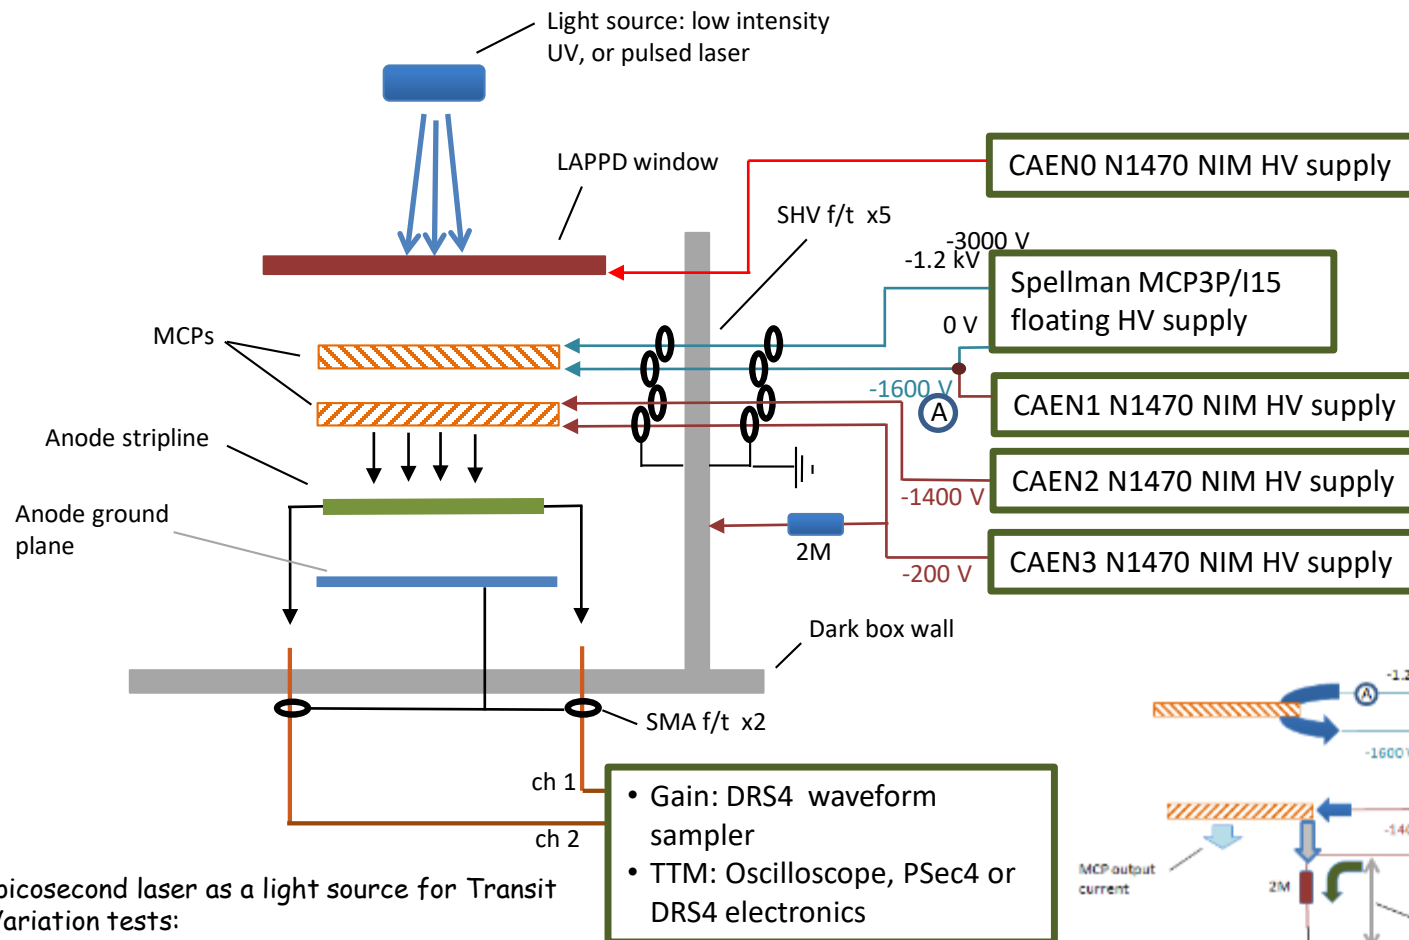 Light source: low intensity
UV, or pulsed laser
LAPPD window
CAEN0 N1470 NIM HV supply
SHV f/t x5
-3000 V
-1.2 kV
Spellman MCP3P/I15
floating HV supply
0 V
MCPs
-1600 V
A
CAEN1 N1470 NIM HV supply
Anode stripline
CAEN2 N1470 NIM HV supply
-1400 V
Anode ground
plane
2M
CAEN3 N1470 NIM HV supply
-200 V
Dark box wall
SMA f/t x2
ch 1
ch 2
• Gain: DRS4 waveform
sampler
• TTM: Oscilloscope, PSec4 or
DRS4 electronics
picosecond laser as a light source for Transit
Variation tests:
-1.2
A
-1600 V
-140
MCP output
current
2M